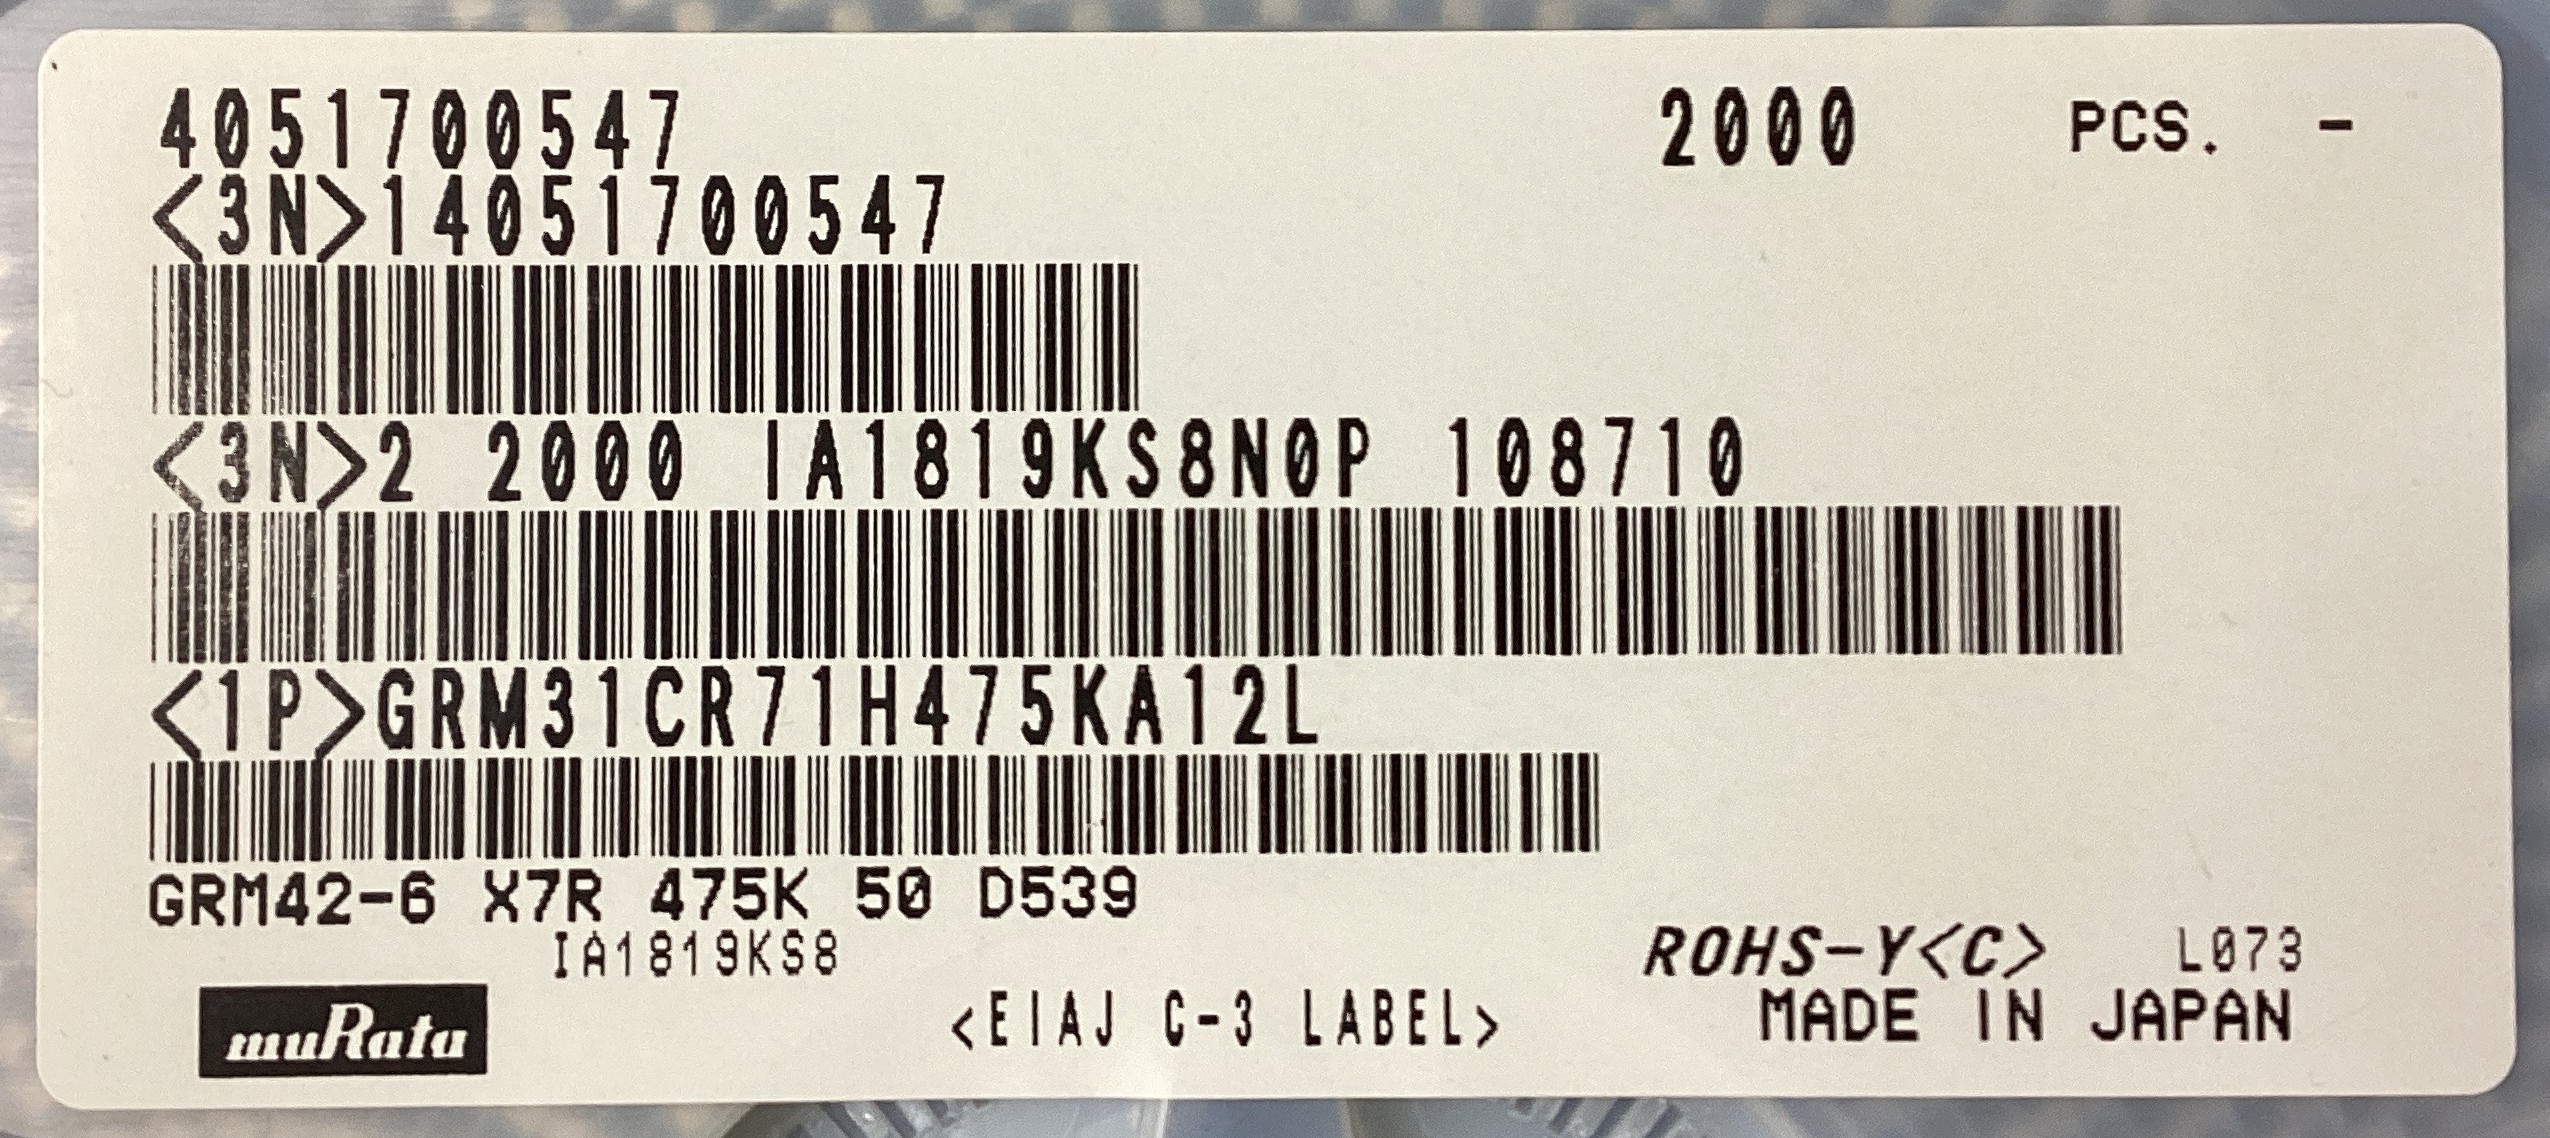 4051700547 2000 PCS. -
<3N>14051700547
<3N>2 2000 IA1819KS8N0P 108710
<1P>GRM31CR71H475KA12L
GRM42-6 X7R 475K 50 D539
IA1819KS8
ROHS-Y<C> L073
muRata
<EIAJ C-3 LABEL>
MADE IN JAPAN